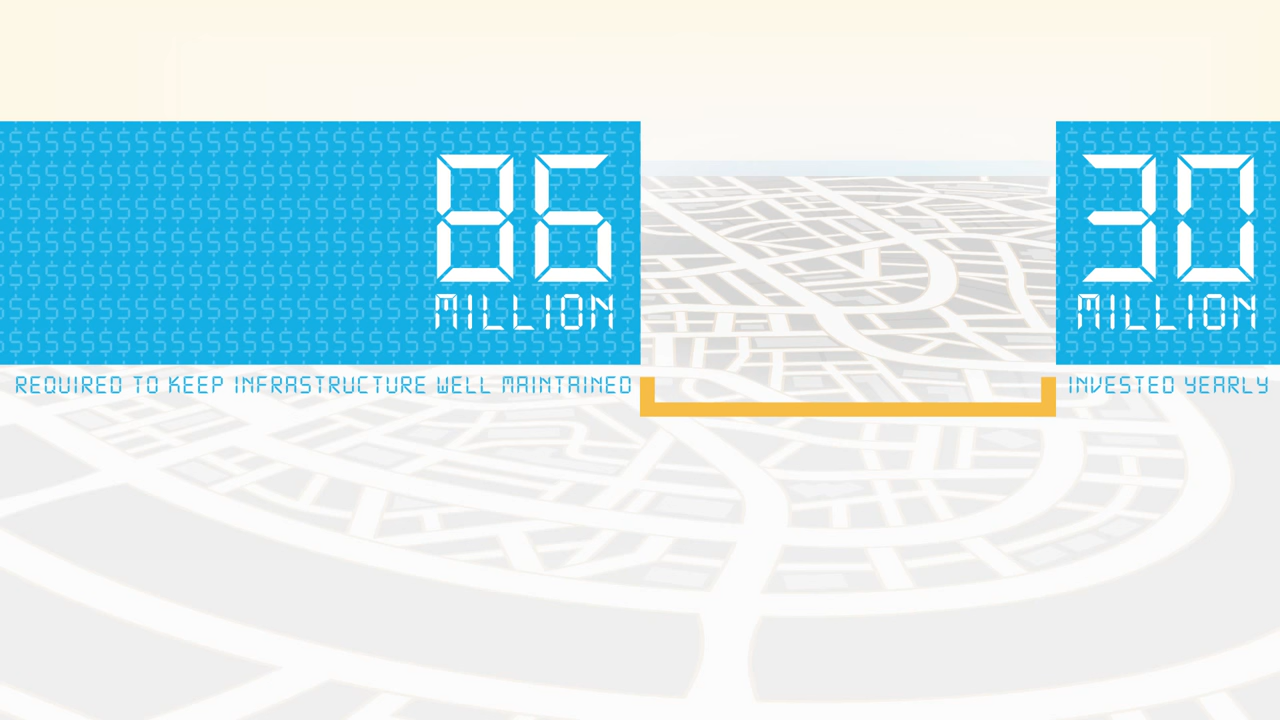 86
MILLION
REQUIRED TO KEEP INFRASTRUCTURE WELL MAINTAINED
30
MILLION
INVESTED YEARLY